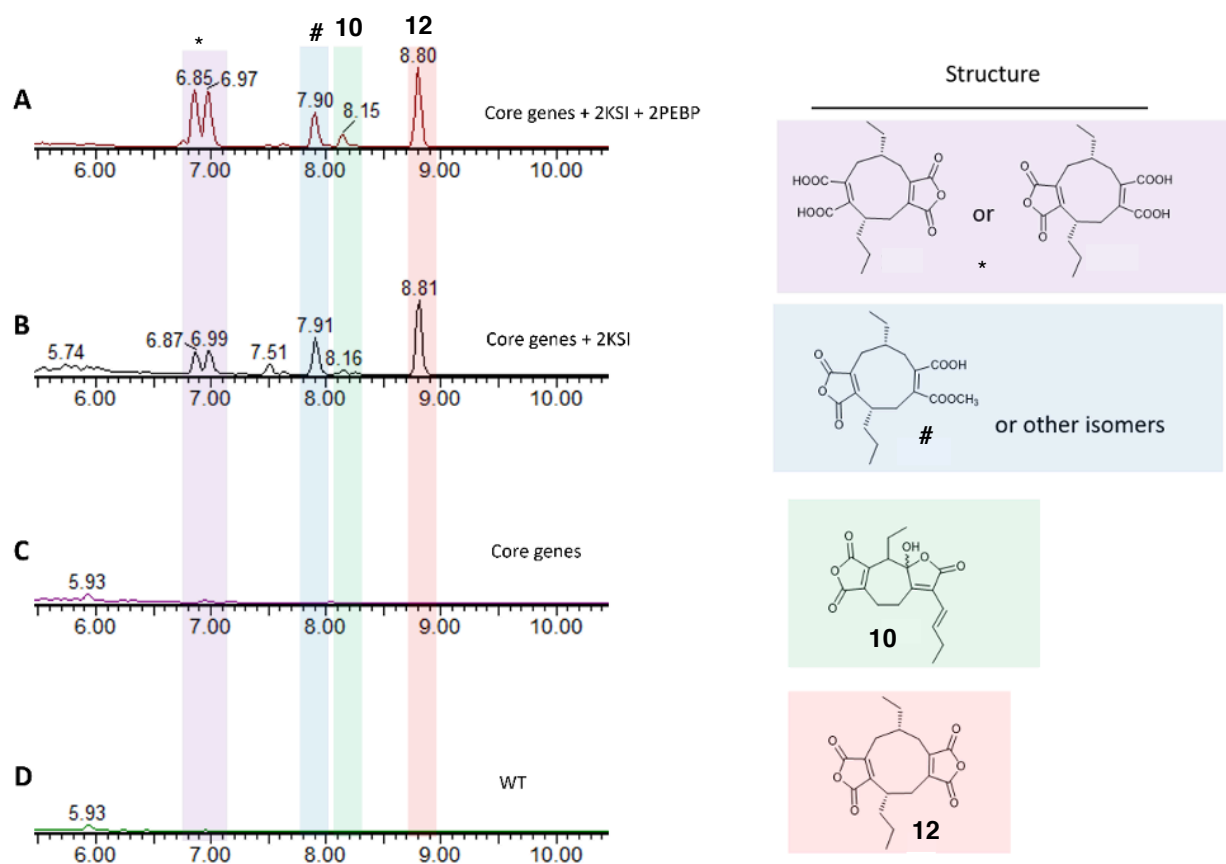 * # 10 12
A
6.85 6.97 7.90 8.15 8.80
Core genes + 2KSI + 2PEBP
6.00 7.00 8.00 9.00 10.00
B
5.74 6.87 6.99 7.51 7.91 8.16 8.81
Core genes + 2KSI
6.00 7.00 8.00 9.00 10.00
C
5.93
Core genes
6.00 7.00 8.00 9.00 10.00
D
5.93
WT
6.00 7.00 8.00 9.00 10.00
Structure
HOOC
HOOC
O
O
O
or
O
O
O
COOH
COOH
*
O
O
O
COOH
COOCH3
#
or other isomers
O
O
O
OH
O
O
10
O
O
O
O
O
O
12